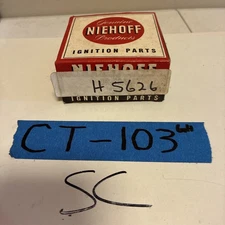 Genuine
NIEHOFF
Products
IGNITION PARTS
NIEHOFF
H 5626
IGNITION PARTS
CT-103
SC